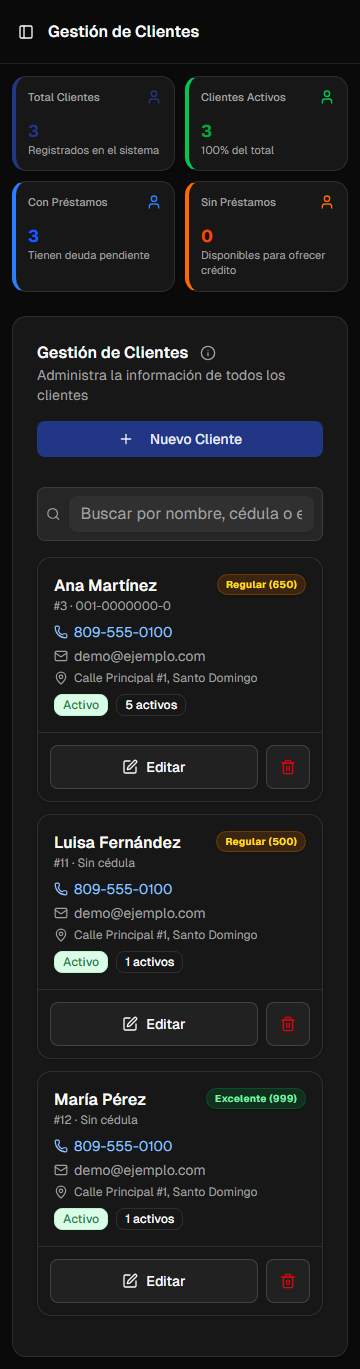 Gestión de Clientes
Total Clientes
3
Registrados en el sistema
Clientes Activos
3
100% del total
Con Préstamos
3
Tienen deuda pendiente
Sin Préstamos
0
Disponibles para ofrecer
crédito
Gestión de Clientes
Administra la información de todos los
clientes
Nuevo Cliente
Buscar por nombre, cédula o e
Ana Martínez
Regular (650)
#3 · 001-0000000-0
809-555-0100
demo@ejemplo.com
Calle Principal #1, Santo Domingo
Activo
5 activos
Editar
Luisa Fernández
Regular (500)
#11 · Sin cédula
809-555-0100
demo@ejemplo.com
Calle Principal #1, Santo Domingo
Activo
1 activos
Editar
María Pérez
Excelente (999)
#12 · Sin cédula
809-555-0100
demo@ejemplo.com
Calle Principal #1, Santo Domingo
Activo
1 activos
Editar